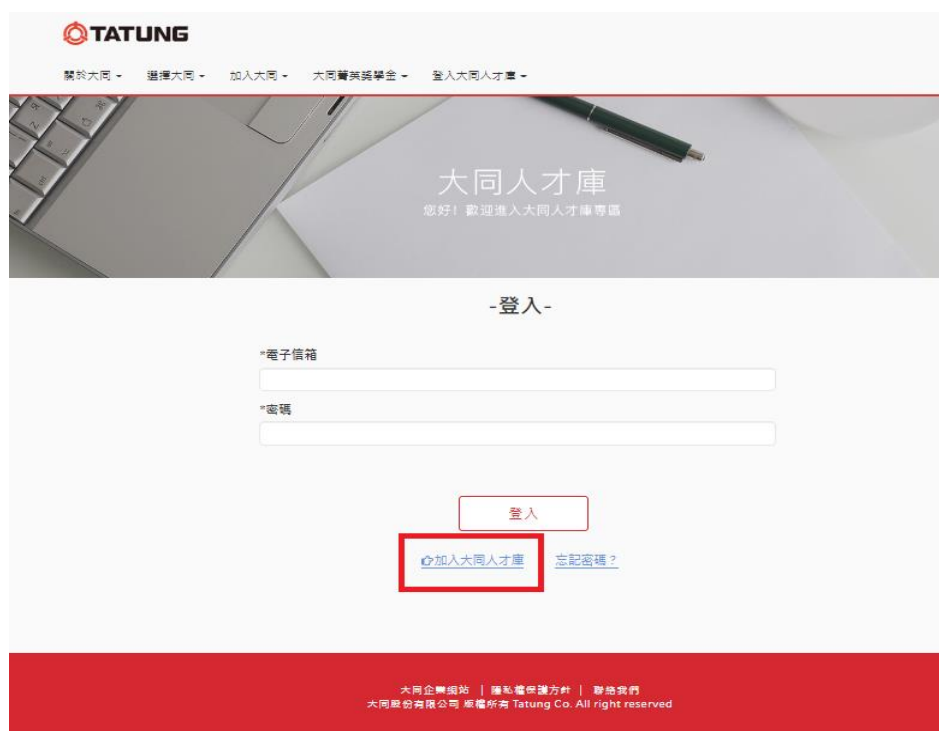 TATUNG
關於大同 選擇大同 加入大同 大同菁英獎學金 登入大同人才庫
大同人才庫
您好！歡迎進入大同人才庫專區
-登入-
*電子信箱
*密碼
登入
加入大同人才庫 忘記密碼？
大同企業網站 | 隱私權保護方針 | 聯絡我們
大同股份有限公司 版權所有 Tatung Co. All right reserved